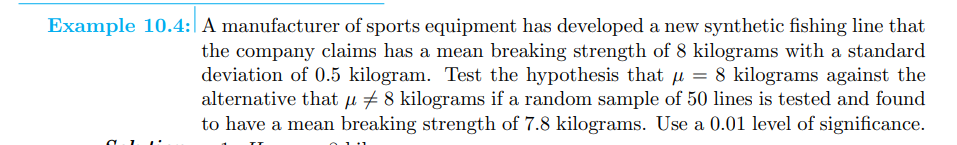 Example 10.4: A manufacturer of sports equipment has developed a new synthetic fishing line that
the company claims has a mean breaking strength of 8 kilograms with a standard
deviation of 0.5 kilogram. Test the hypothesis that μ = 8 kilograms against the
alternative that μ ≠ 8 kilograms if a random sample of 50 lines is tested and found
to have a mean breaking strength of 7.8 kilograms. Use a 0.01 level of significance.